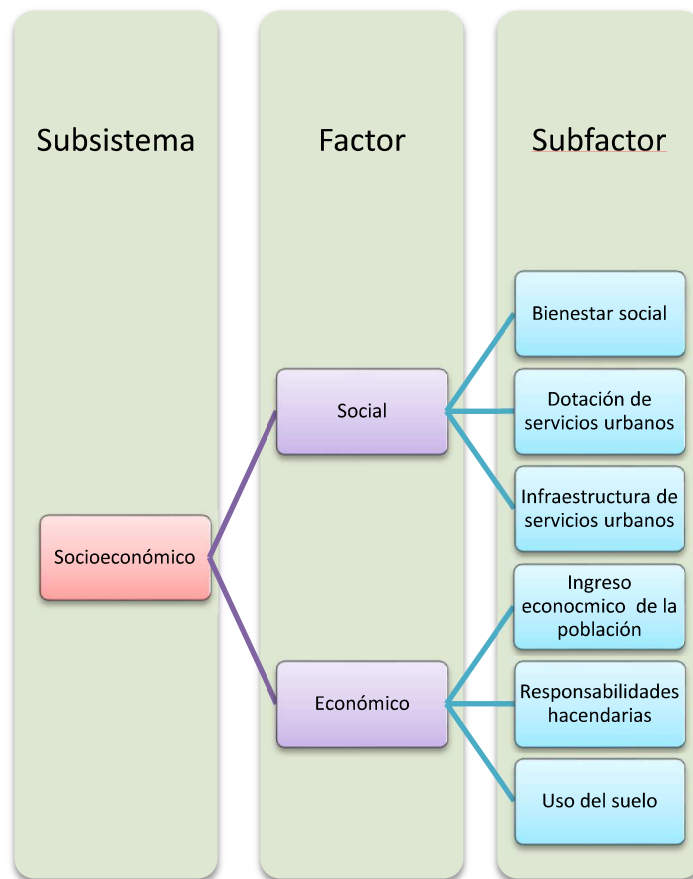 Subsistema
Factor
Subfactor
Socioeconómico
Social
Económico
Bienestar social
Dotación de
servicios urbanos
Infraestructura de
servicios urbanos
Ingreso
econocmico de la
población
Responsabilidades
hacendarias
Uso del suelo